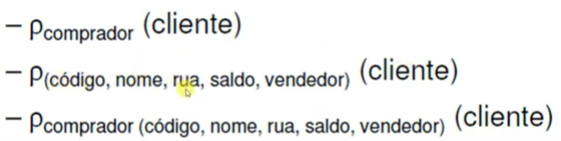 – ρcomprador (cliente)
– ρ(código, nome, rua, saldo, vendedor) (cliente)
– ρcomprador (código, nome, rua, saldo, vendedor) (cliente)